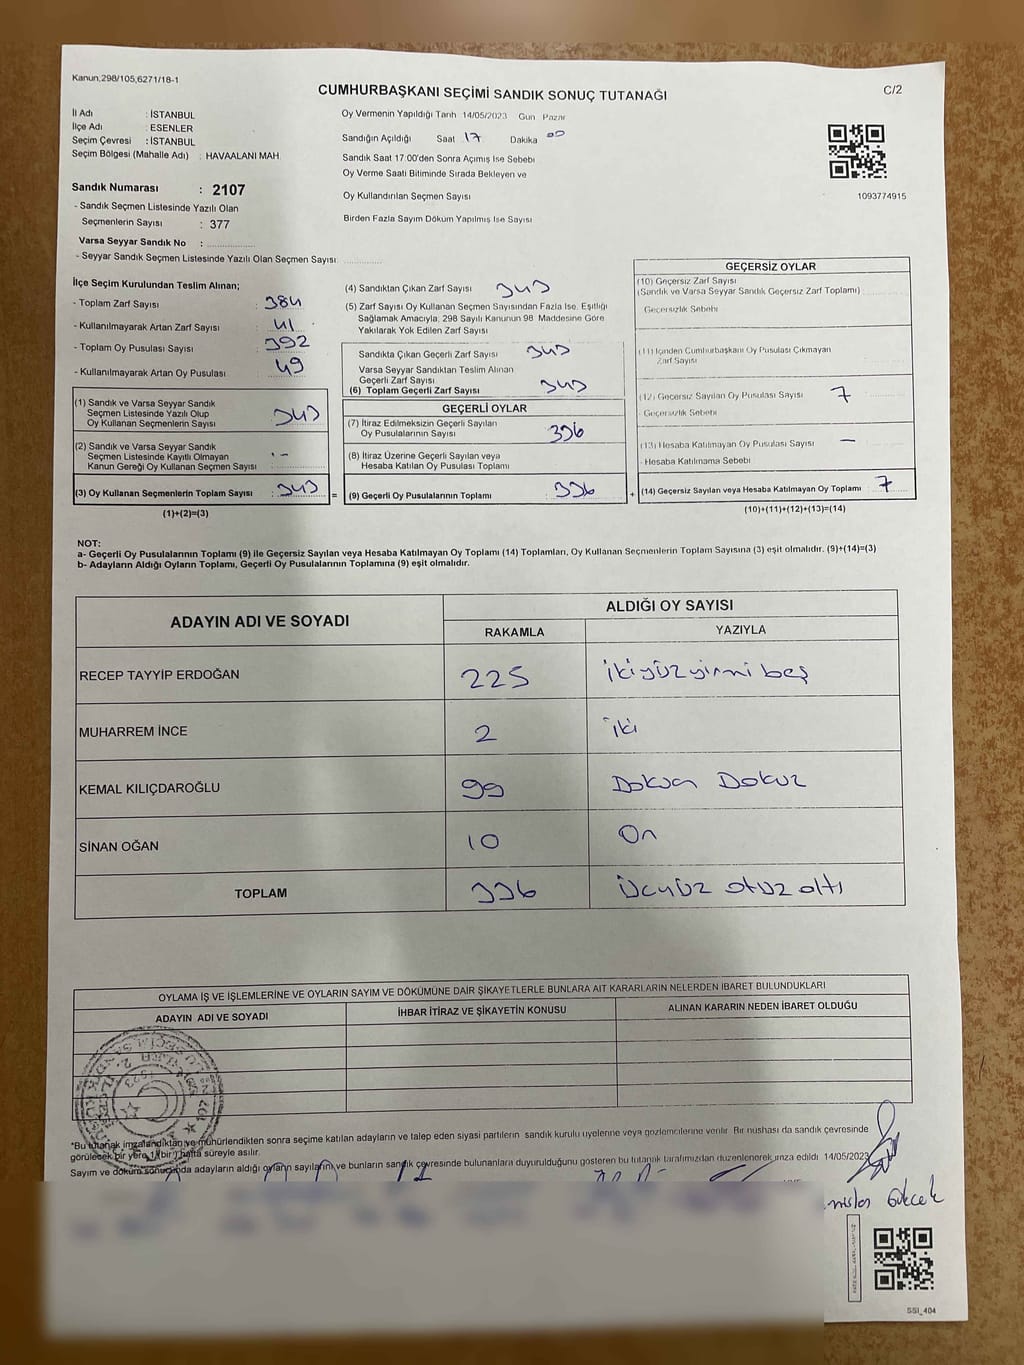 Kanun,298/105,6271/18-1
CUMHURBAŞKANI SEÇİMİ SANDIK SONUÇ TUTANAĞI
C/2
İl Adı : İSTANBUL
İlçe Adı : ESENLER
Seçim Çevresi : İSTANBUL
Seçim Bölgesi (Mahalle Adı) : HAVAALANI MAH
Sandık Numarası : 2107
- Sandık Seçmen Listesinde Yazılı Olan
Seçmenlerin Sayısı : 377
Varsa Seyyar Sandık No :
- Seyyar Sandık Seçmen Listesinde Yazılı Olan Seçmen Sayısı:
Oy Vermenin Yapıldığı Tarih 14/05/2023 Gün Pazar
Sandığın Açıldığı Saat 17 Dakika 00
Sandık Saat 17:00'den Sonra Açımış İse Sebebi
Oy Verme Saati Bitiminde Sırada Bekleyen ve
Oy Kullandırılan Seçmen Sayısı
Birden Fazla Sayım Döküm Yapılmış İse Sayısı
1093774915
İlçe Seçim Kurulundan Teslim Alınan;
- Toplam Zarf Sayısı : 384
- Kullanılmayarak Artan Zarf Sayısı : 41
- Toplam Oy Pusulası Sayısı : 392
- Kullanılmayarak Artan Oy Pusulası : 49
(1) Sandık ve Varsa Seyyar Sandık
Seçmen Listesinde Yazılı Olup
Oy Kullanan Seçmenlerin Sayısı : 343
(2) Sandık ve Varsa Seyyar Sandık
Seçmen Listesinde Kayıtlı Olmayan
Kanun Gereği Oy Kullanan Seçmen Sayısı : -
(3) Oy Kullanan Seçmenlerin Toplam Sayısı : 343
(1)+(2)=(3)
=
(4) Sandıktan Çıkan Zarf Sayısı 343
(5) Zarf Sayısı Oy Kullanan Seçmen Sayısından Fazla İse, Eşitliği
Sağlamak Amacıyla, 298 Sayılı Kanunun 98. Maddesine Göre
Yakılarak Yok Edilen Zarf Sayısı
Sandıkta Çıkan Geçerli Zarf Sayısı 343
Varsa Seyyar Sandıktan Teslim Alınan
Geçerli Zarf Sayısı
(6) Toplam Geçerli Zarf Sayısı 343
GEÇERLİ OYLAR
(7) İtiraz Edilmeksizin Geçerli Sayılan
Oy Pusulalarının Sayısı 336
(8) İtiraz Üzerine Geçerli Sayılan veya
Hesaba Katılan Oy Pusulası Toplamı
(9) Geçerli Oy Pusulalarının Toplamı : 336
+
GEÇERSİZ OYLAR
(10) Geçersiz Zarf Sayısı
(Sandık ve Varsa Seyyar Sandık Geçersiz Zarf Toplamı)
Geçersizlik Sebebi
(11) İçinden Cumhurbaşkanı Oy Pusulası Çıkmayan
Zarf Sayısı
(12) Geçersiz Sayılan Oy Pusulası Sayısı 7
- Geçersizlik Sebebi
(13) Hesaba Katılmayan Oy Pusulası Sayısı -
- Hesaba Katılmama Sebebi
(14) Geçersiz Sayılan veya Hesaba Katılmayan Oy Toplamı : 7
(10)+(11)+(12)+(13)=(14)
NOT:
a- Geçerli Oy Pusulalarının Toplamı (9) ile Geçersiz Sayılan veya Hesaba Katılmayan Oy Toplamı (14) Toplamları, Oy Kullanan Seçmenlerin Toplam Sayısına (3) eşit olmalıdır. (9)+(14)=(3)
b- Adayların Aldığı Oyların Toplamı, Geçerli Oy Pusulalarının Toplamına (9) eşit olmalıdır.
ADAYIN ADI VE SOYADI
ALDIĞI OY SAYISI
RAKAMLA YAZIYLA
RECEP TAYYİP ERDOĞAN 225 ikiyüzyirmi beş
MUHARREM İNCE 2 iki
KEMAL KILIÇDAROĞLU 99 Doksan Dokuz
SİNAN OĞAN 10 On
TOPLAM 336 üçyüz otuz altı
OYLAMA İŞ VE İŞLEMLERİNE VE OYLARIN SAYIM VE DÖKÜMÜNE DAİR ŞİKAYETLERLE BUNLARA AİT KARARLARIN NELERDEN İBARET BULUNDUKLARI
ADAYIN ADI VE SOYADI
İHBAR İTİRAZ VE ŞİKAYETİN KONUSU
ALINAN KARARIN NEDEN İBARET OLDUĞU
*Bu tutanak imzalandıktan ve mühürlendikten sonra seçime katılan adayların ve talep eden siyasi partilerin sandık kurulu üyelerine veya gözlemcilerine verilir. Bir nüshası da sandık çevresinde
görülecek bir yere 1 (bir) hafta süreyle asılır.
Sayım ve döküm sonucunda adayların aldığı oyların sayılarını ve bunların sandık çevresinde bulunanlara duyurulduğunu gösteren bu tutanak tarafımızdan düzenlenerek imza edildi. 14/05/2023
SSI_404